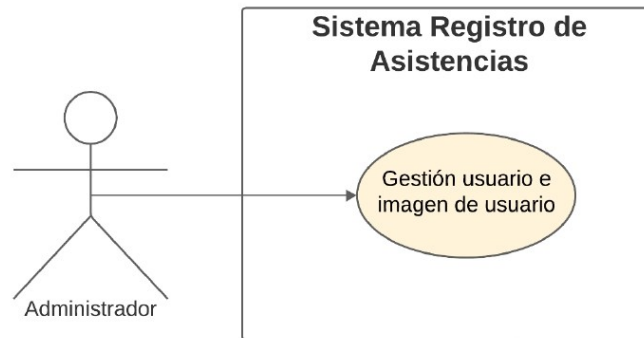 Sistema Registro de
Asistencias
Gestión usuario e
imagen de usuario
Administrador